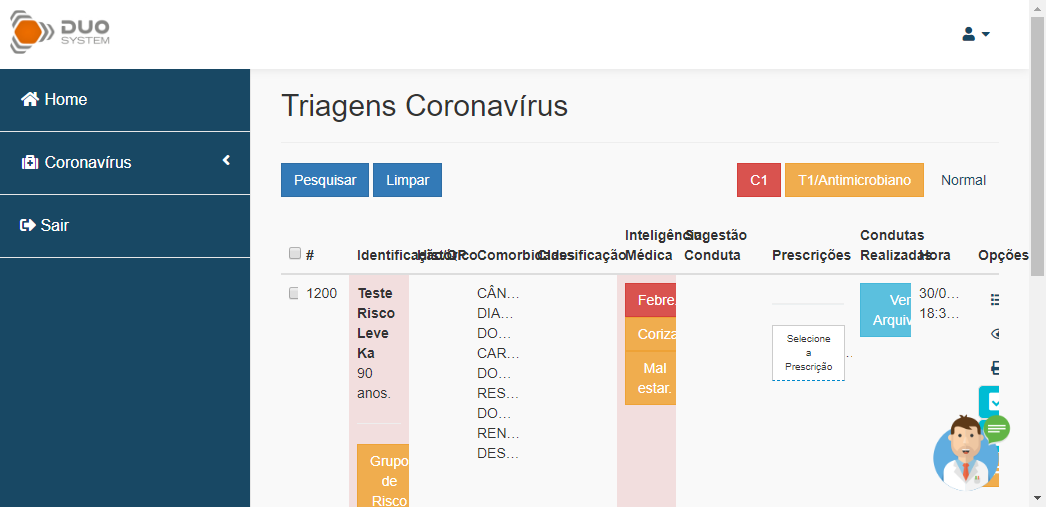 DUO
SYSTEM
Home
Coronavírus
Sair
Triagens Coronavírus
Pesquisar
Limpar
C1
T1/Antimicrobiano
Normal
#
Identificação
Histórico
Comorbidades
Classificação
Inteligência
Médica
Sugestão
Conduta
Prescrições
Condutas
Realizadas
Hora
Opções
1200
Teste
Risco
Leve
Ka
90
anos.
Grupo
de
Risco
CÂN...
DIA...
DO...
CAR...
DO...
RES...
DO...
REN...
DES...
Febre
Coriza
Mal
estar.
Selecione
a
Prescrição
...
Ver
Arquiv
30/0...
18:3...